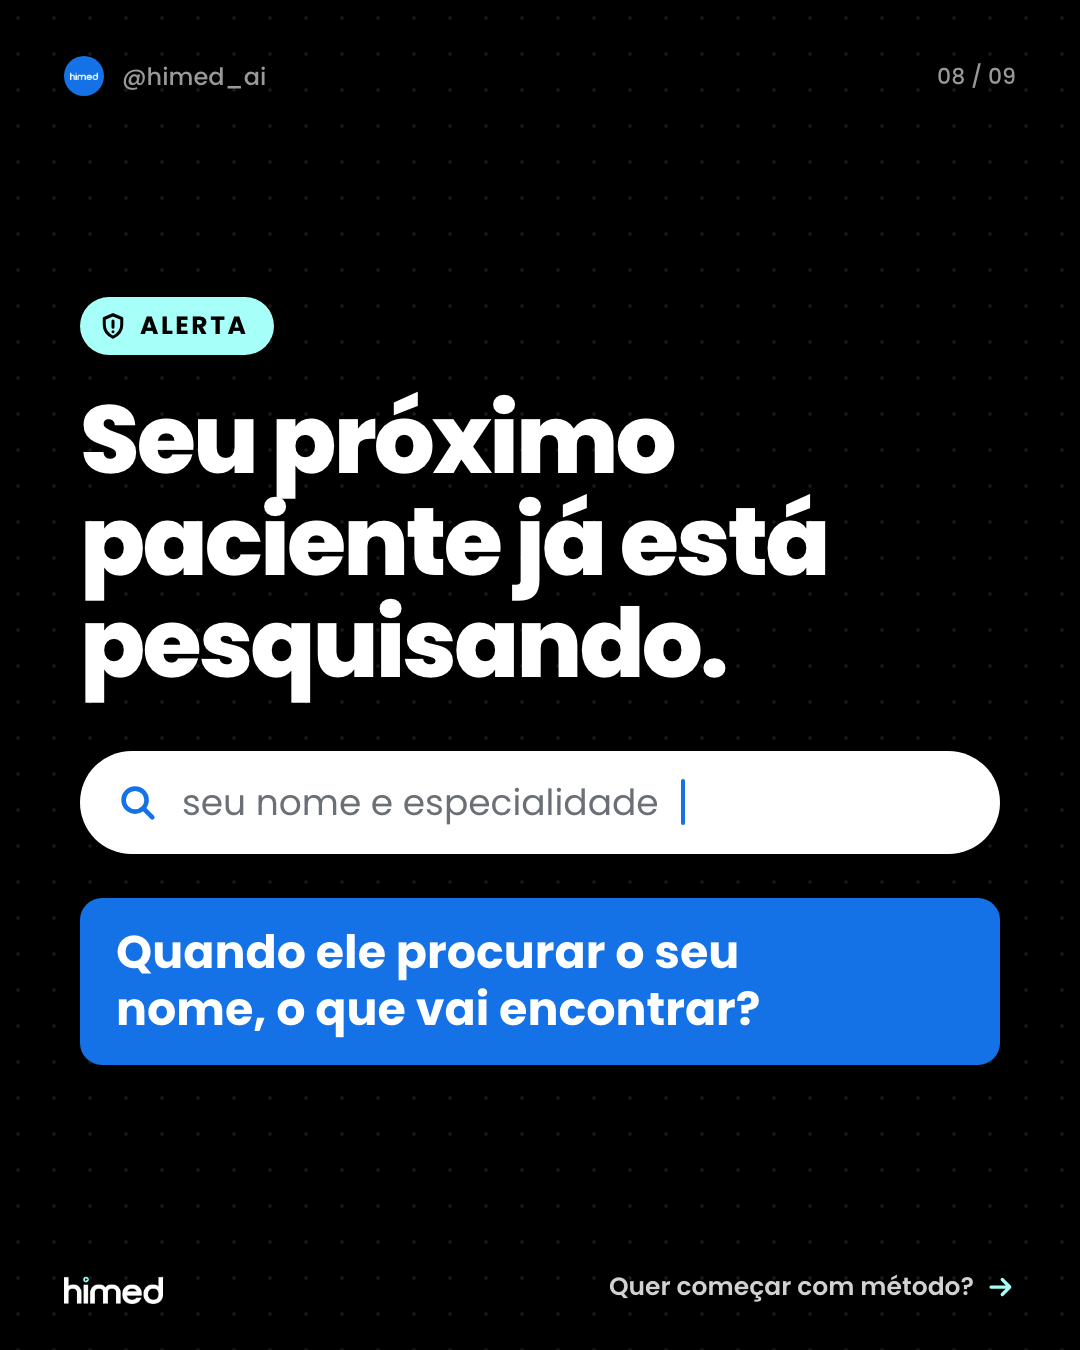 himed
@himed_ai
08 / 09
ALERTA
Seu próximo
paciente já está
pesquisando.
seu nome e especialidade
Quando ele procurar o seu
nome, o que vai encontrar?
himed
Quer começar com método?